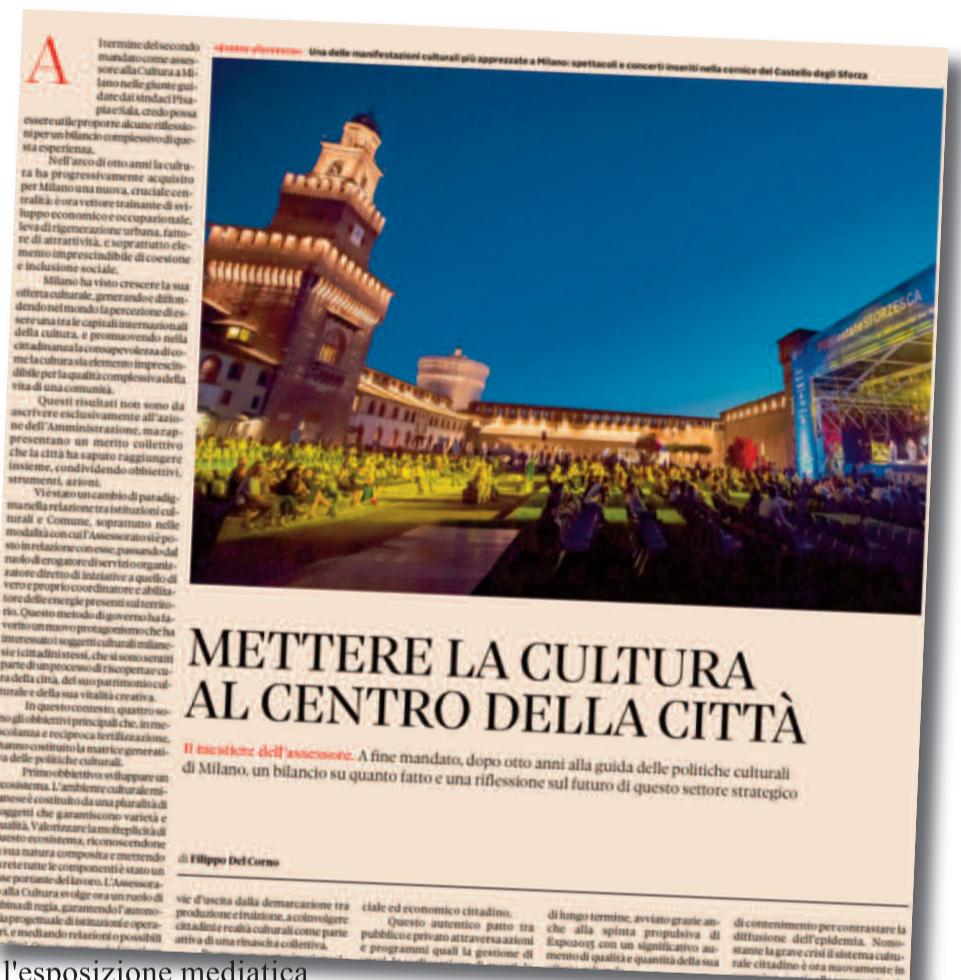 «Estate sforzesca». Una delle manifestazioni culturali più apprezzate a Milano: spettacoli e concerti inseriti nella cornice del Castello degli Sforza
A
l termine del secondo
mandato come asses-
sore alla Cultura a Mi-
lano nelle giunte gui-
date dai sindaci Pisa-
pia e Sala, credo possa
essere utile proporre alcune riflessio-
ni per un bilancio complessivo di que-
sta esperienza.
Nell'arco di otto anni la cultu-
ra ha progressivamente acquisito
per Milano una nuova, cruciale cen-
tralità: è ora vettore trainante di svi-
luppo economico e occupazionale,
leva di rigenerazione urbana, fatto-
re di attrattività, e soprattutto ele-
mento imprescindibile di coesione
e inclusione sociale.
Milano ha visto crescere la sua
offerta culturale, generando e diffon-
dendo nel mondo la percezione di es-
sere una tra le capitali internazionali
della cultura, e promuovendo nella
cittadinanza la consapevolezza di co-
me la cultura sia elemento imprescin-
dibile per la qualità complessiva della
vita di una comunità.
Questi risultati non sono da
ascrivere esclusivamente all'azio-
ne dell'Amministrazione, ma rap-
presentano un merito collettivo
che la città ha saputo raggiungere
insieme, condividendo obbiettivi,
strumenti, azioni.
Vi è stato un cambio di paradig-
ma nella relazione tra istituzioni cul-
turali e Comune, soprattutto nelle
modalità con cui l'Assessorato si è po-
sto in relazione con esse, passando dal
ruolo di erogatore di servizi o organiz-
zatore diretto di iniziative a quello di
vero e proprio coordinatore e abilita-
tore delle energie presenti sul territo-
rio. Questo metodo di governo ha fa-
vorito un nuovo protagonismo che ha
interessato i soggetti culturali milane-
si e i cittadini stessi, che si sono sentiti
parte di un processo di riscoperta e cu-
ra della città, del suo patrimonio cul-
turale e della sua vitalità creativa.
In questo contesto, quattro so-
no gli obbiettivi principali che, in me-
scolanza e reciproca fertilizzazione,
hanno costituito la matrice generati-
va delle politiche culturali.
Primo obbiettivo: sviluppare un
cosistema. L'ambiente culturale mi-
anese è costituito da una pluralità di
oggetti che garantiscono varietà e
ualità. Valorizzare la molteplicità di
uesto ecosistema, riconoscendone
sua natura composita e mettendo
rete tutte le componenti è stato un
se portante del lavoro. L'Assessora-
alla Cultura svolge ora un ruolo di
bina di regia, garantendo l'autono-
ia progettuale di istituzioni e opera-
ri, e mediando relazioni o possibili
estateSFORZESCA
METTERE LA CULTURA
AL CENTRO DELLA CITTÀ
Il mestiere dell'assessore. A fine mandato, dopo otto anni alla guida delle politiche culturali
di Milano, un bilancio su quanto fatto e una riflessione sul futuro di questo settore strategico
di Filippo Del Corno
vie d'uscita dalla demarcazione tra
produzione e fruizione, a coinvolgere
cittadini e realtà culturali come parte
attiva di una rinascita collettiva.
ciale ed economico cittadino.
Questo autentico patto tra
pubblico e privato attraversa azioni
e programmi quali la gestione di
di lungo termine, avviato grazie an-
che alla spinta propulsiva di
Expo2015 con un significativo au-
mento di qualità e quantità della sua
di contenimento per contrastare la
diffusione dell'epidemia. Nono-
stante la grave crisi il sistema cultu-
rale cittadino è ora nuovamente in
l'esposizione mediatica